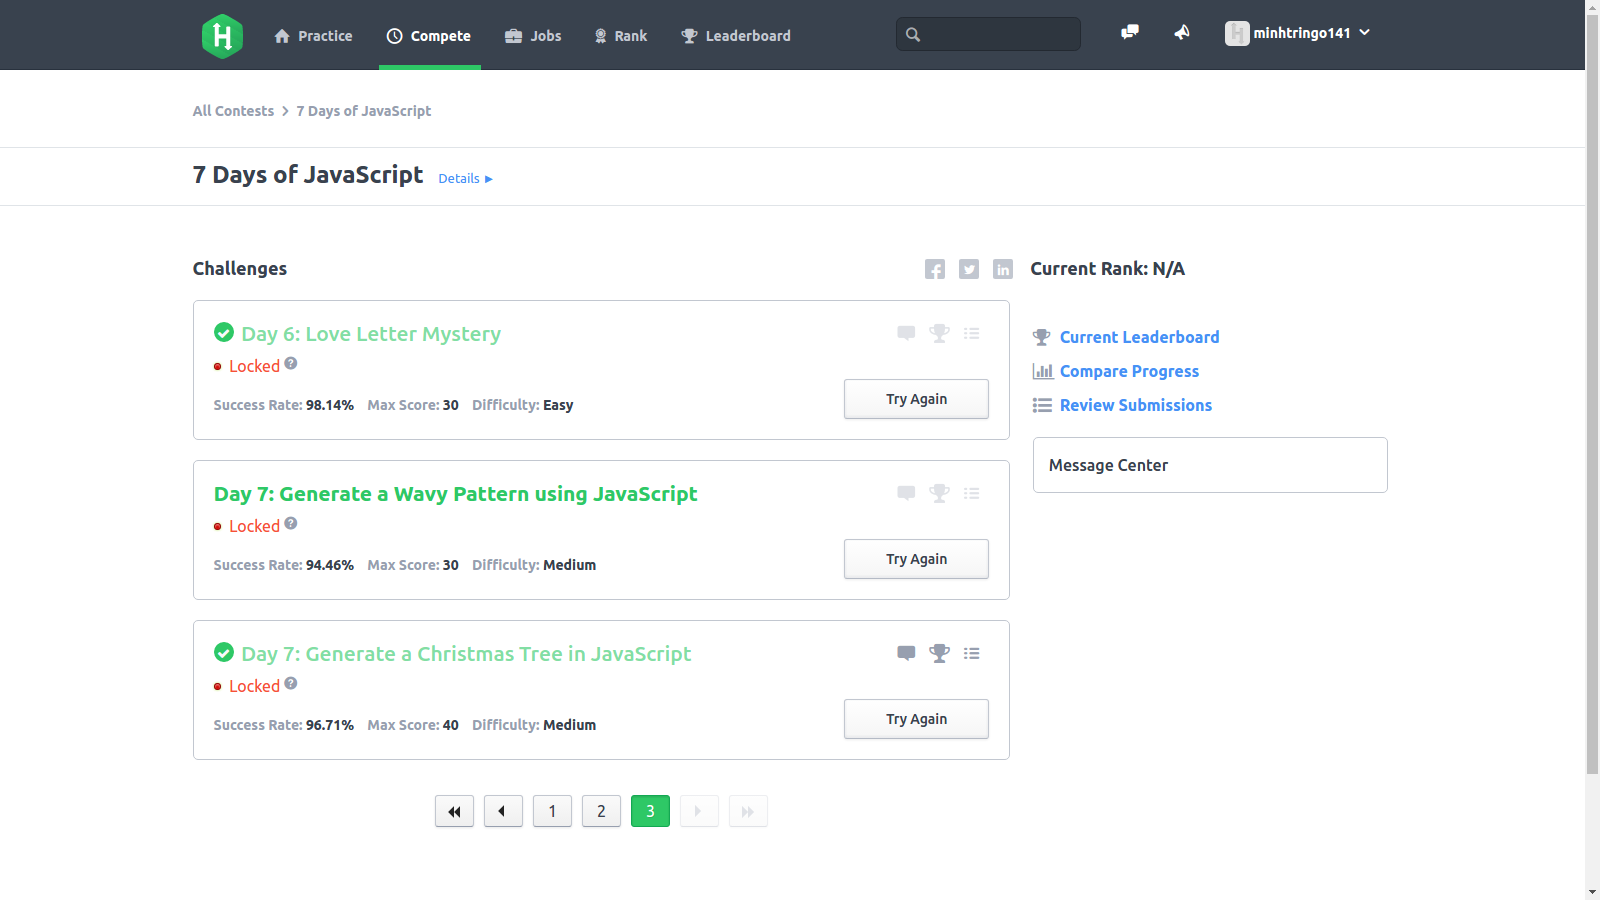 H Practice Compete Jobs Rank Leaderboard minhtringo141
All Contests > 7 Days of JavaScript
7 Days of JavaScript Details ▶
Challenges
Current Rank: N/A
Day 6: Love Letter Mystery
Locked ?
Success Rate: 98.14% Max Score: 30 Difficulty: Easy
Try Again
Day 7: Generate a Wavy Pattern using JavaScript
Locked ?
Success Rate: 94.46% Max Score: 30 Difficulty: Medium
Try Again
Day 7: Generate a Christmas Tree in JavaScript
Locked ?
Success Rate: 96.71% Max Score: 40 Difficulty: Medium
Try Again
1 2 3
Current Leaderboard
Compare Progress
Review Submissions
Message Center